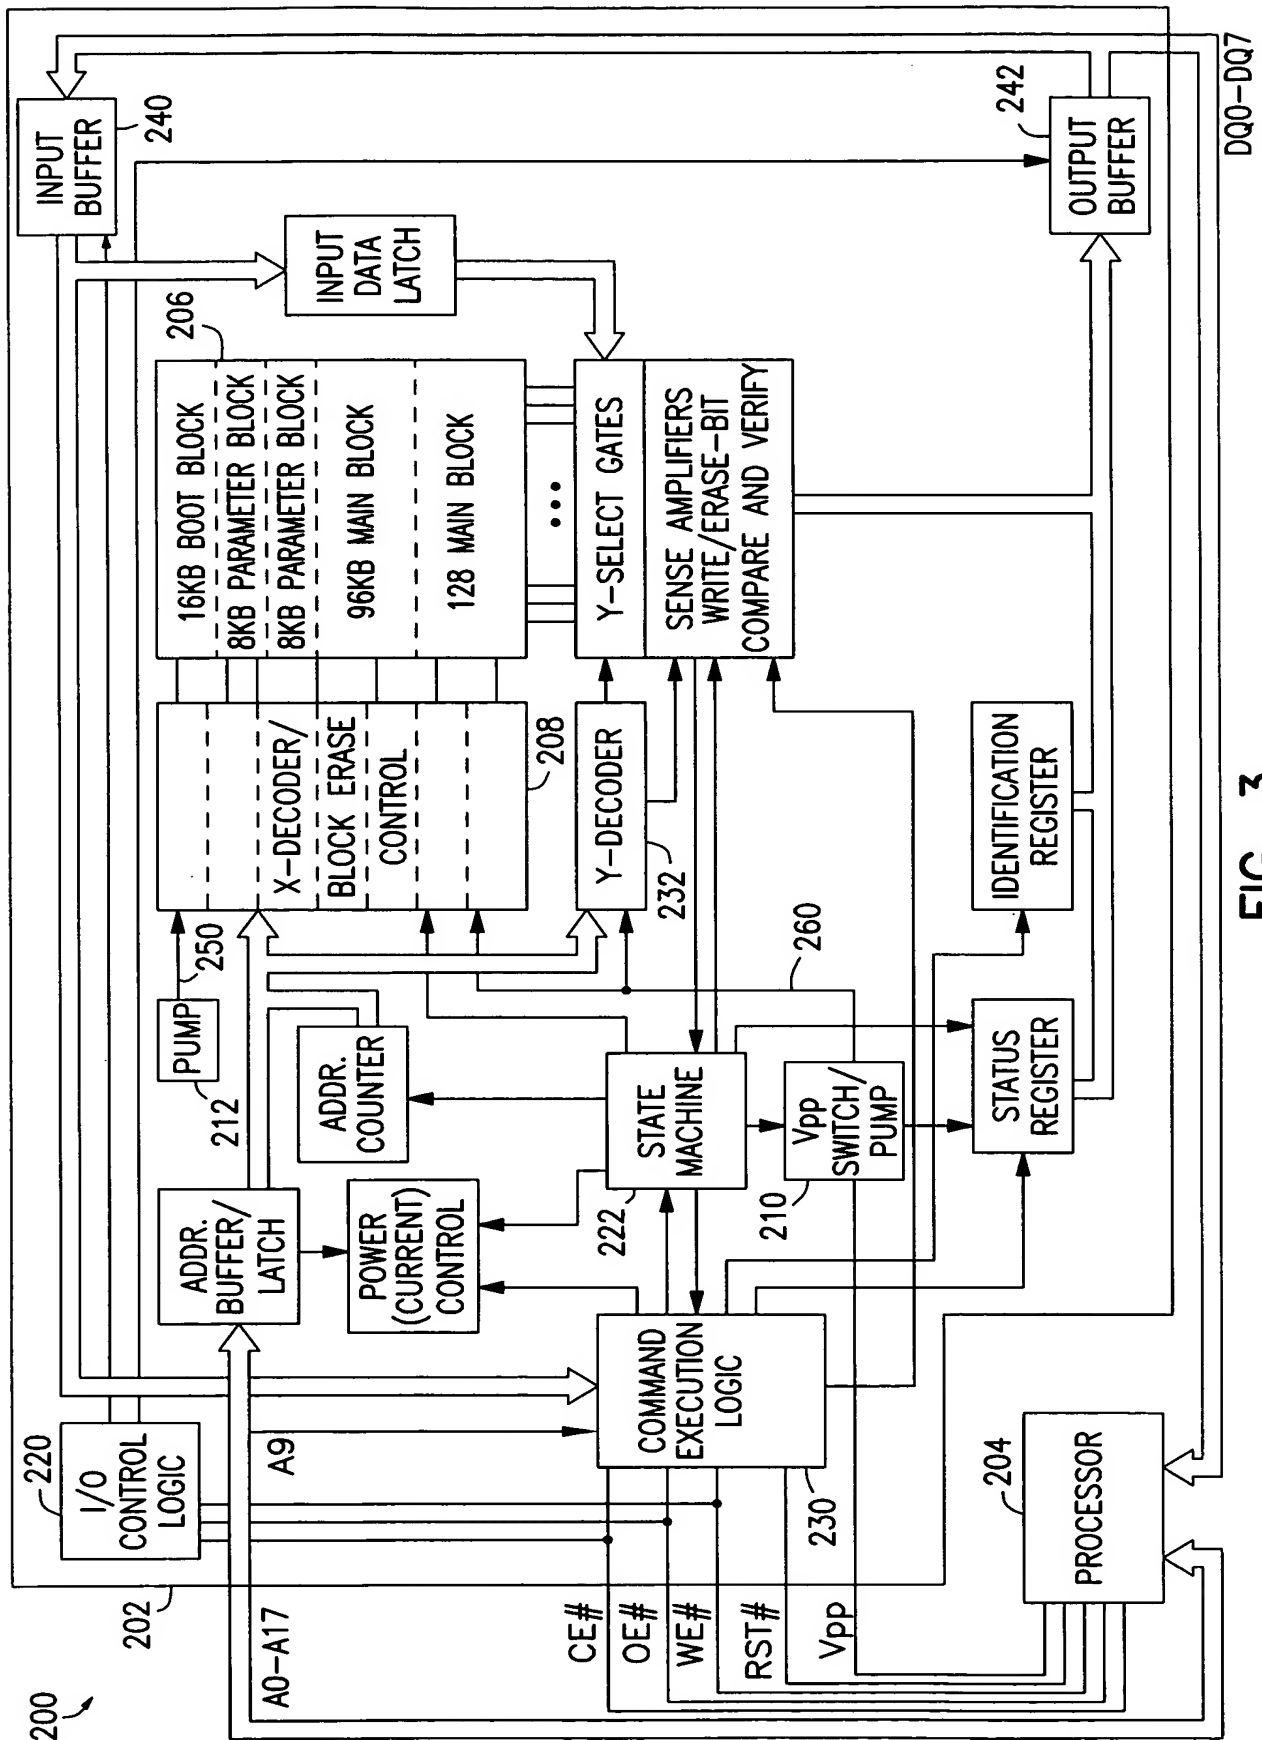 200
202
A0-A17
CE#
OE#
WE#
RST#
Vpp
220
I/O
CONTROL
LOGIC
A9
ADDR.
BUFFER/
LATCH
POWER
(CURRENT)
CONTROL
COMMAND
EXECUTION
LOGIC
230
PROCESSOR
204
PUMP
212
250
ADDR.
COUNTER
STATE
MACHINE
222
Vpp
SWITCH/
PUMP
210
260
STATUS
REGISTER
IDENTIFICATION
REGISTER
X-DECODER/
BLOCK ERASE
CONTROL
208
Y-DECODER
232
16KB BOOT BLOCK
8KB PARAMETER BLOCK
8KB PARAMETER BLOCK
96KB MAIN BLOCK
128 MAIN BLOCK
206
Y-SELECT GATES
SENSE AMPLIFIERS
WRITE/ERASE-BIT
COMPARE AND VERIFY
INPUT
DATA
LATCH
INPUT
BUFFER
240
OUTPUT
BUFFER
242
DQ0-DQ7
FIG. 3